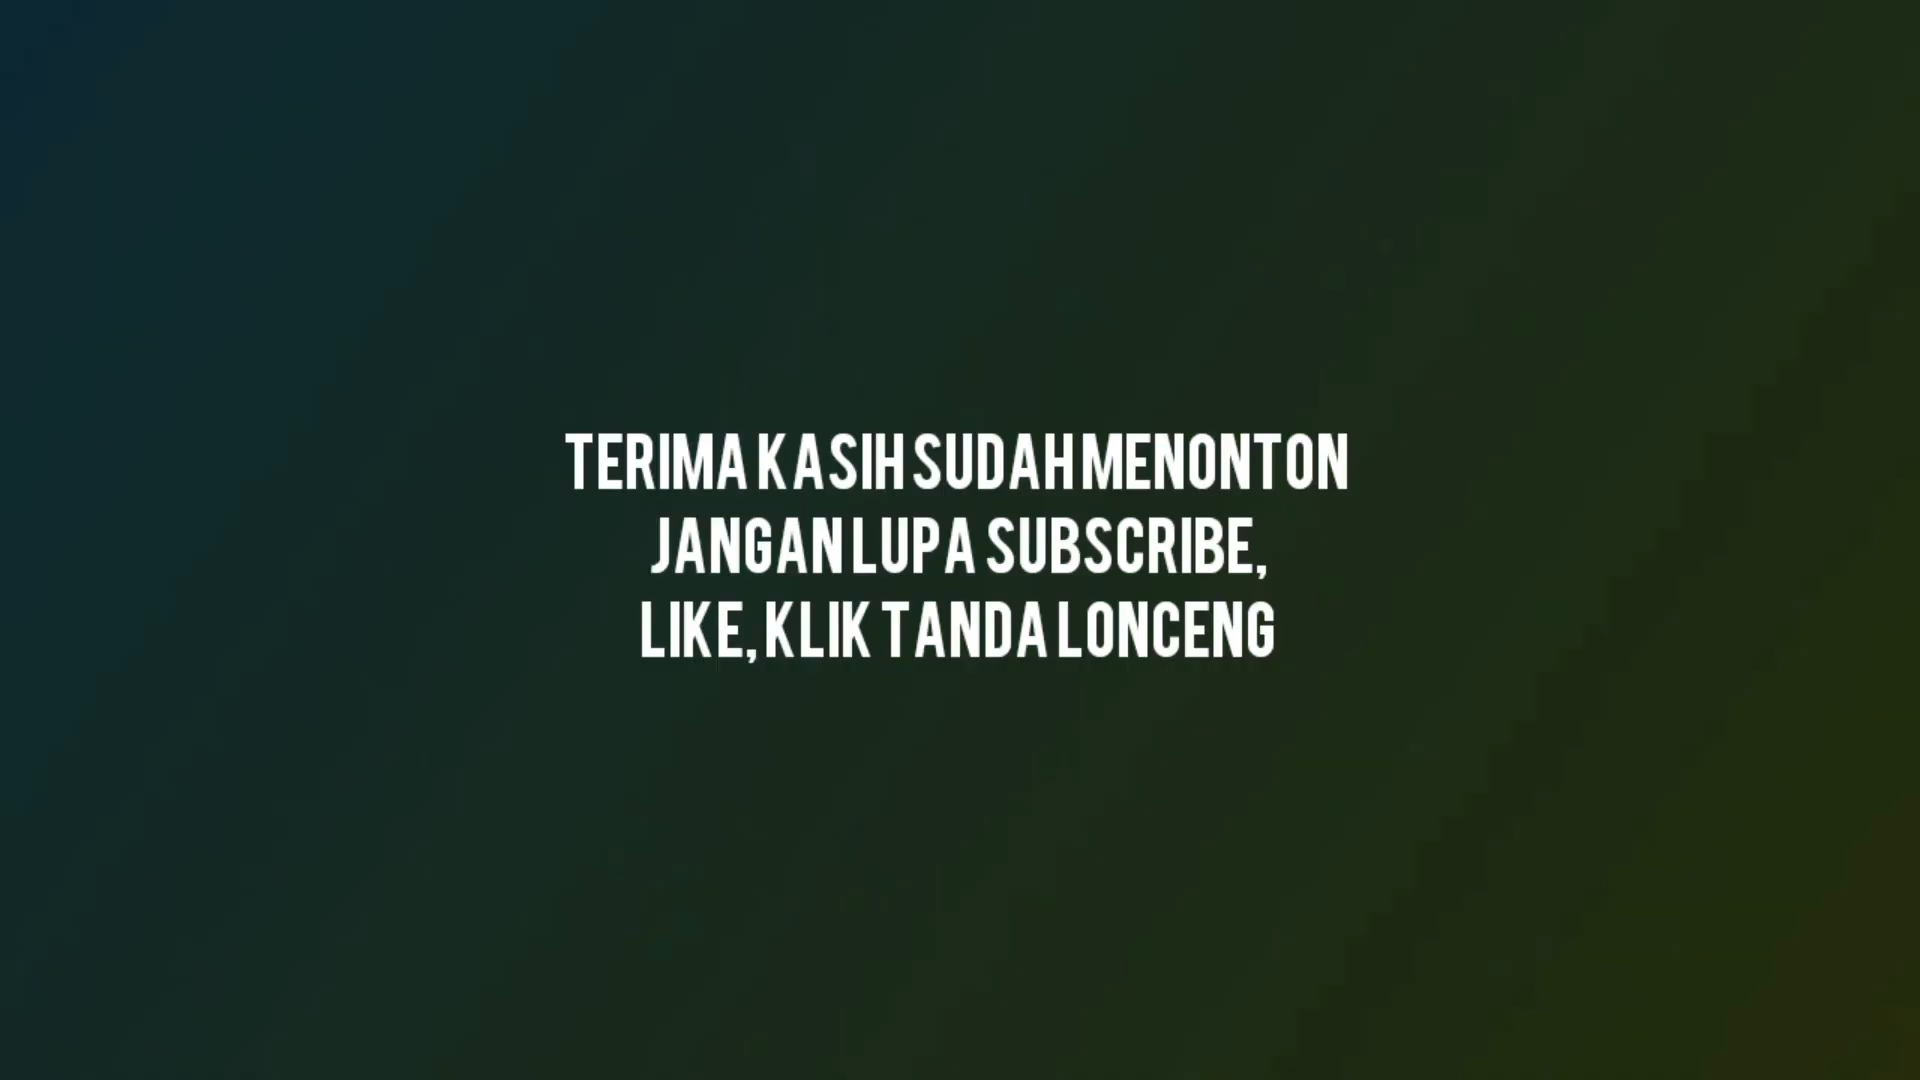 TERIMA KASIH SUDAH MENONTON
JANGAN LUPA SUBSCRIBE,
LIKE, KLIK TANDA LONCENG